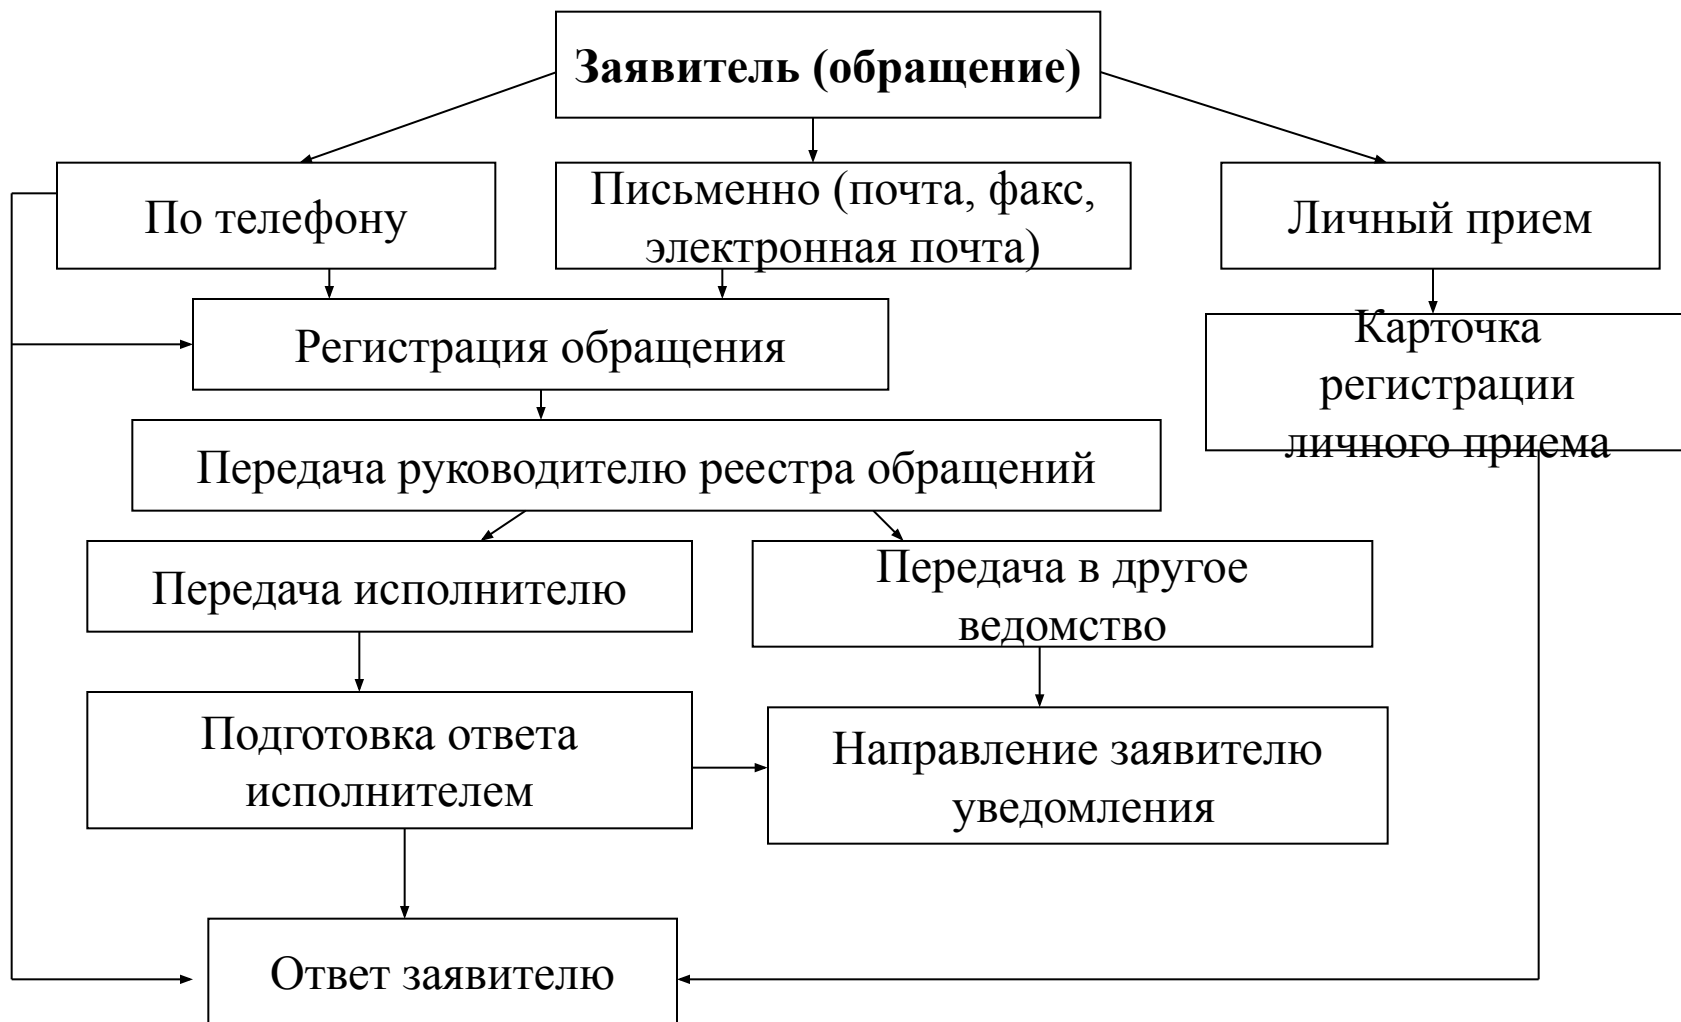 Заявитель (обращение)
По телефону
Письменно (почта, факс,
электронная почта)
Личный прием
Регистрация обращения
Карточка
регистрации
личного приема
Передача руководителю реестра обращений
Передача исполнителю
Передача в другое
ведомство
Подготовка ответа
исполнителем
Направление заявителю
уведомления
Ответ заявителю